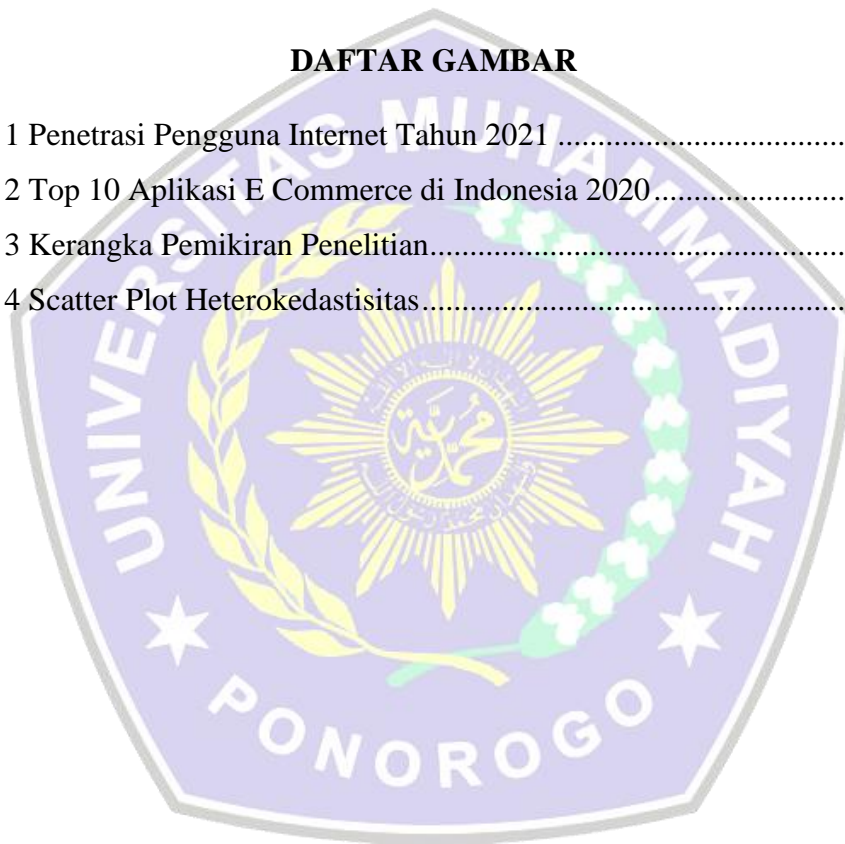 DAFTAR GAMBAR
1 Penetrasi Pengguna Internet Tahun 2021 ....................................
2 Top 10 Aplikasi E Commerce di Indonesia 2020 ........................
3 Kerangka Pemikiran Penelitian....................................................
4 Scatter Plot Heterokedastisitas.....................................................
UNIVERSITAS MUHAMMADIYAH
PONOROGO
محمدية